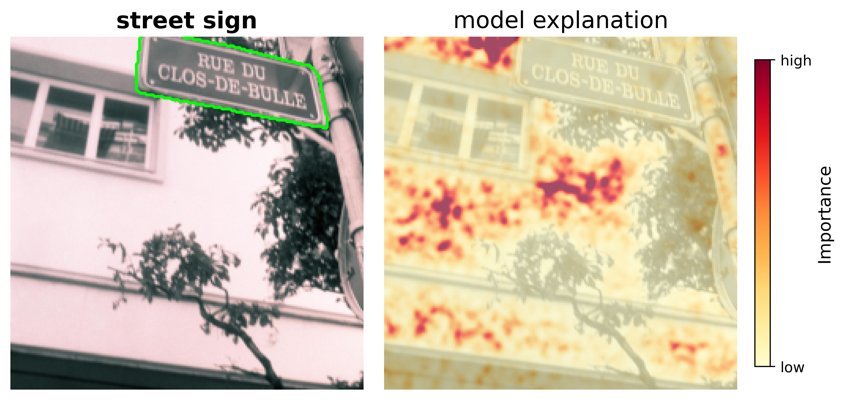 street sign
model explanation
RUE DU
CLOS-DE-BULLE
RUE DU
CLOS-DE-BULLE
high
low
Importance